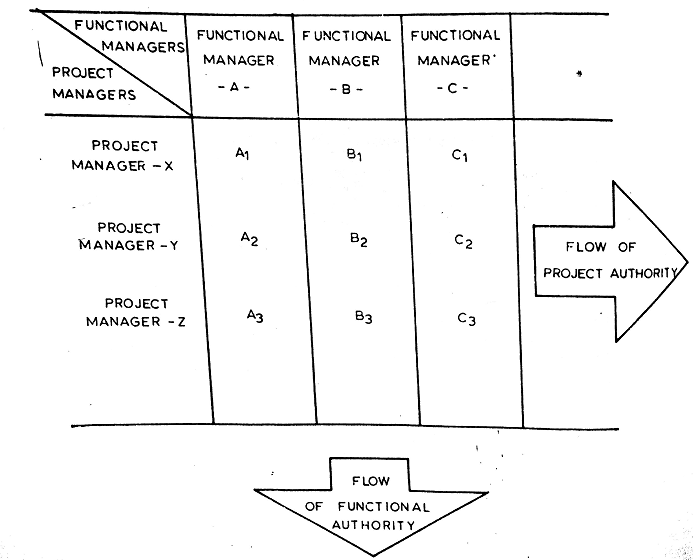 FUNCTIONAL
MANAGERS
PROJECT
MANAGERS
FUNCTIONAL
MANAGER
- A -
FUNCTIONAL
MANAGER
- B -
FUNCTIONAL
MANAGER
- C -
PROJECT
MANAGER - X
A1
B1
C1
PROJECT
MANAGER - Y
A2
B2
C2
PROJECT
MANAGER - Z
A3
B3
C3
FLOW OF
PROJECT AUTHORITY
FLOW
OF FUNCTIONAL
AUTHORITY